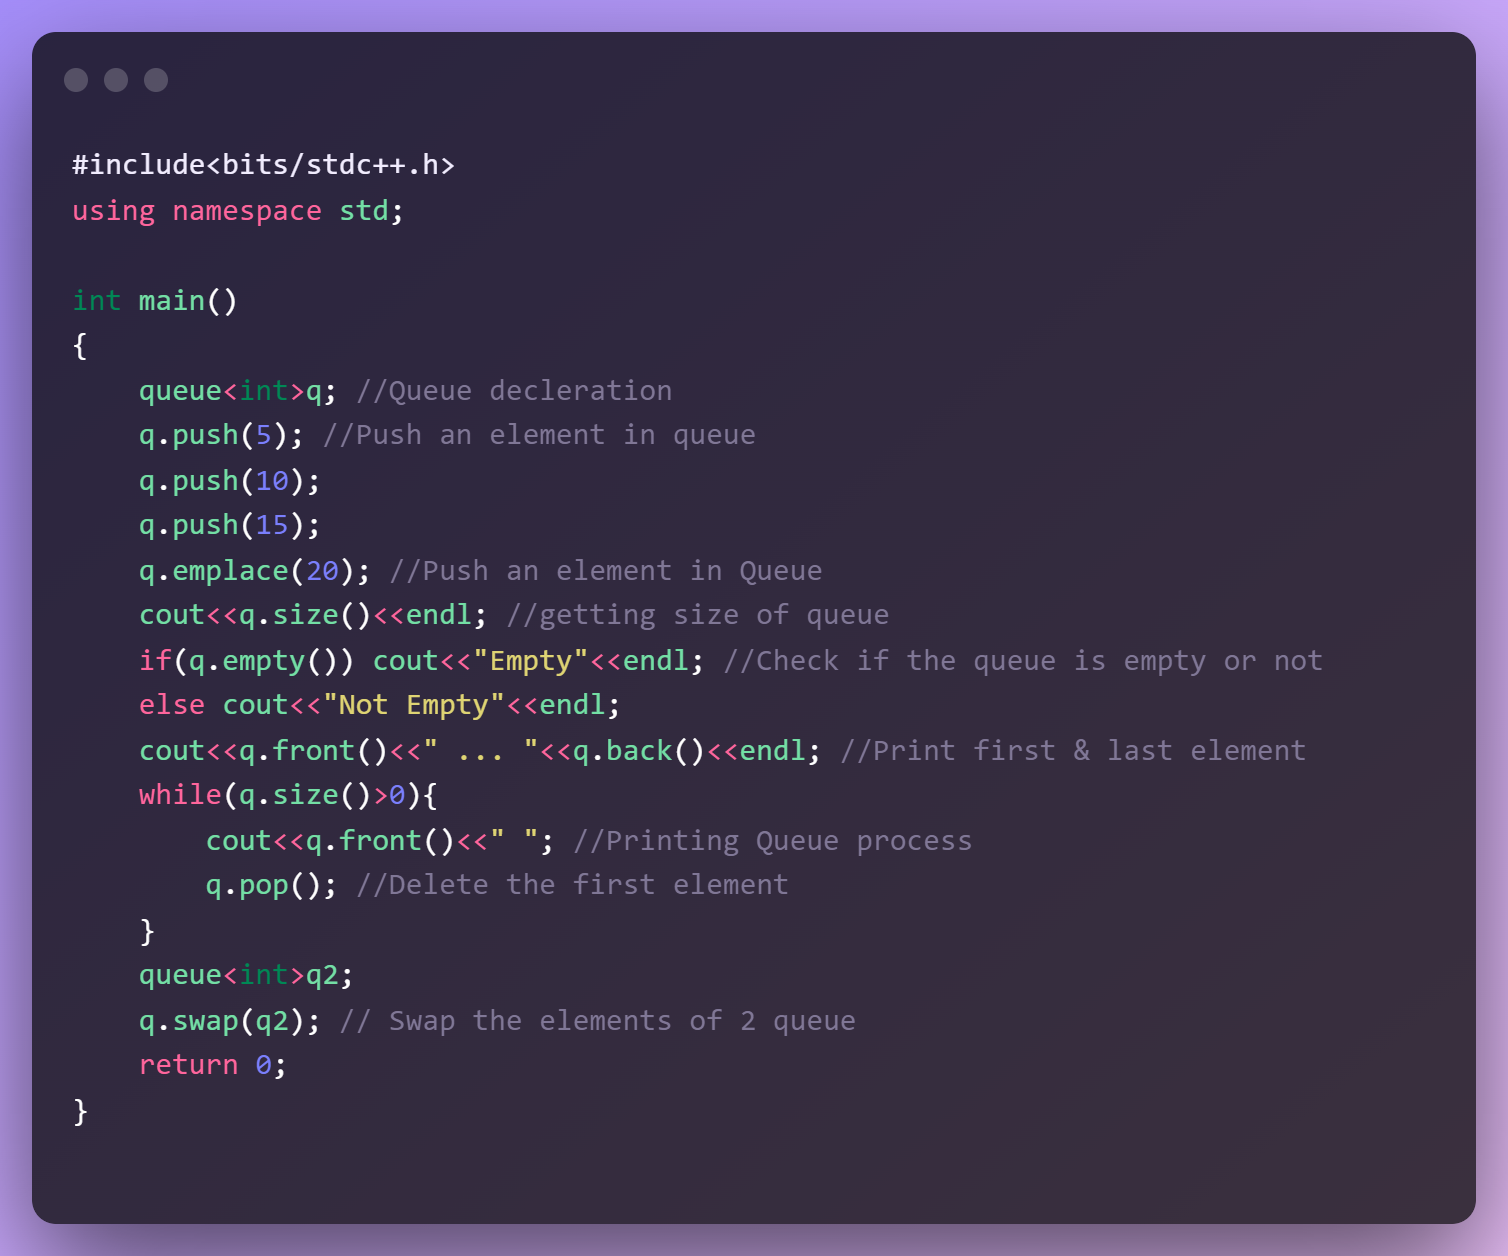 #include<bits/stdc++.h>
using namespace std;

int main()
{
    queue<int>q; //Queue decleration
    q.push(5); //Push an element in queue
    q.push(10);
    q.push(15);
    q.emplace(20); //Push an element in Queue
    cout<<q.size()<<endl; //getting size of queue
    if(q.empty()) cout<<"Empty"<<endl; //Check if the queue is empty or not
    else cout<<"Not Empty"<<endl;
    cout<<q.front()<<" ... "<<q.back()<<endl; //Print first & last element
    while(q.size()>0){
        cout<<q.front()<<" "; //Printing Queue process
        q.pop(); //Delete the first element
    }
    queue<int>q2;
    q.swap(q2); // Swap the elements of 2 queue
    return 0;
}